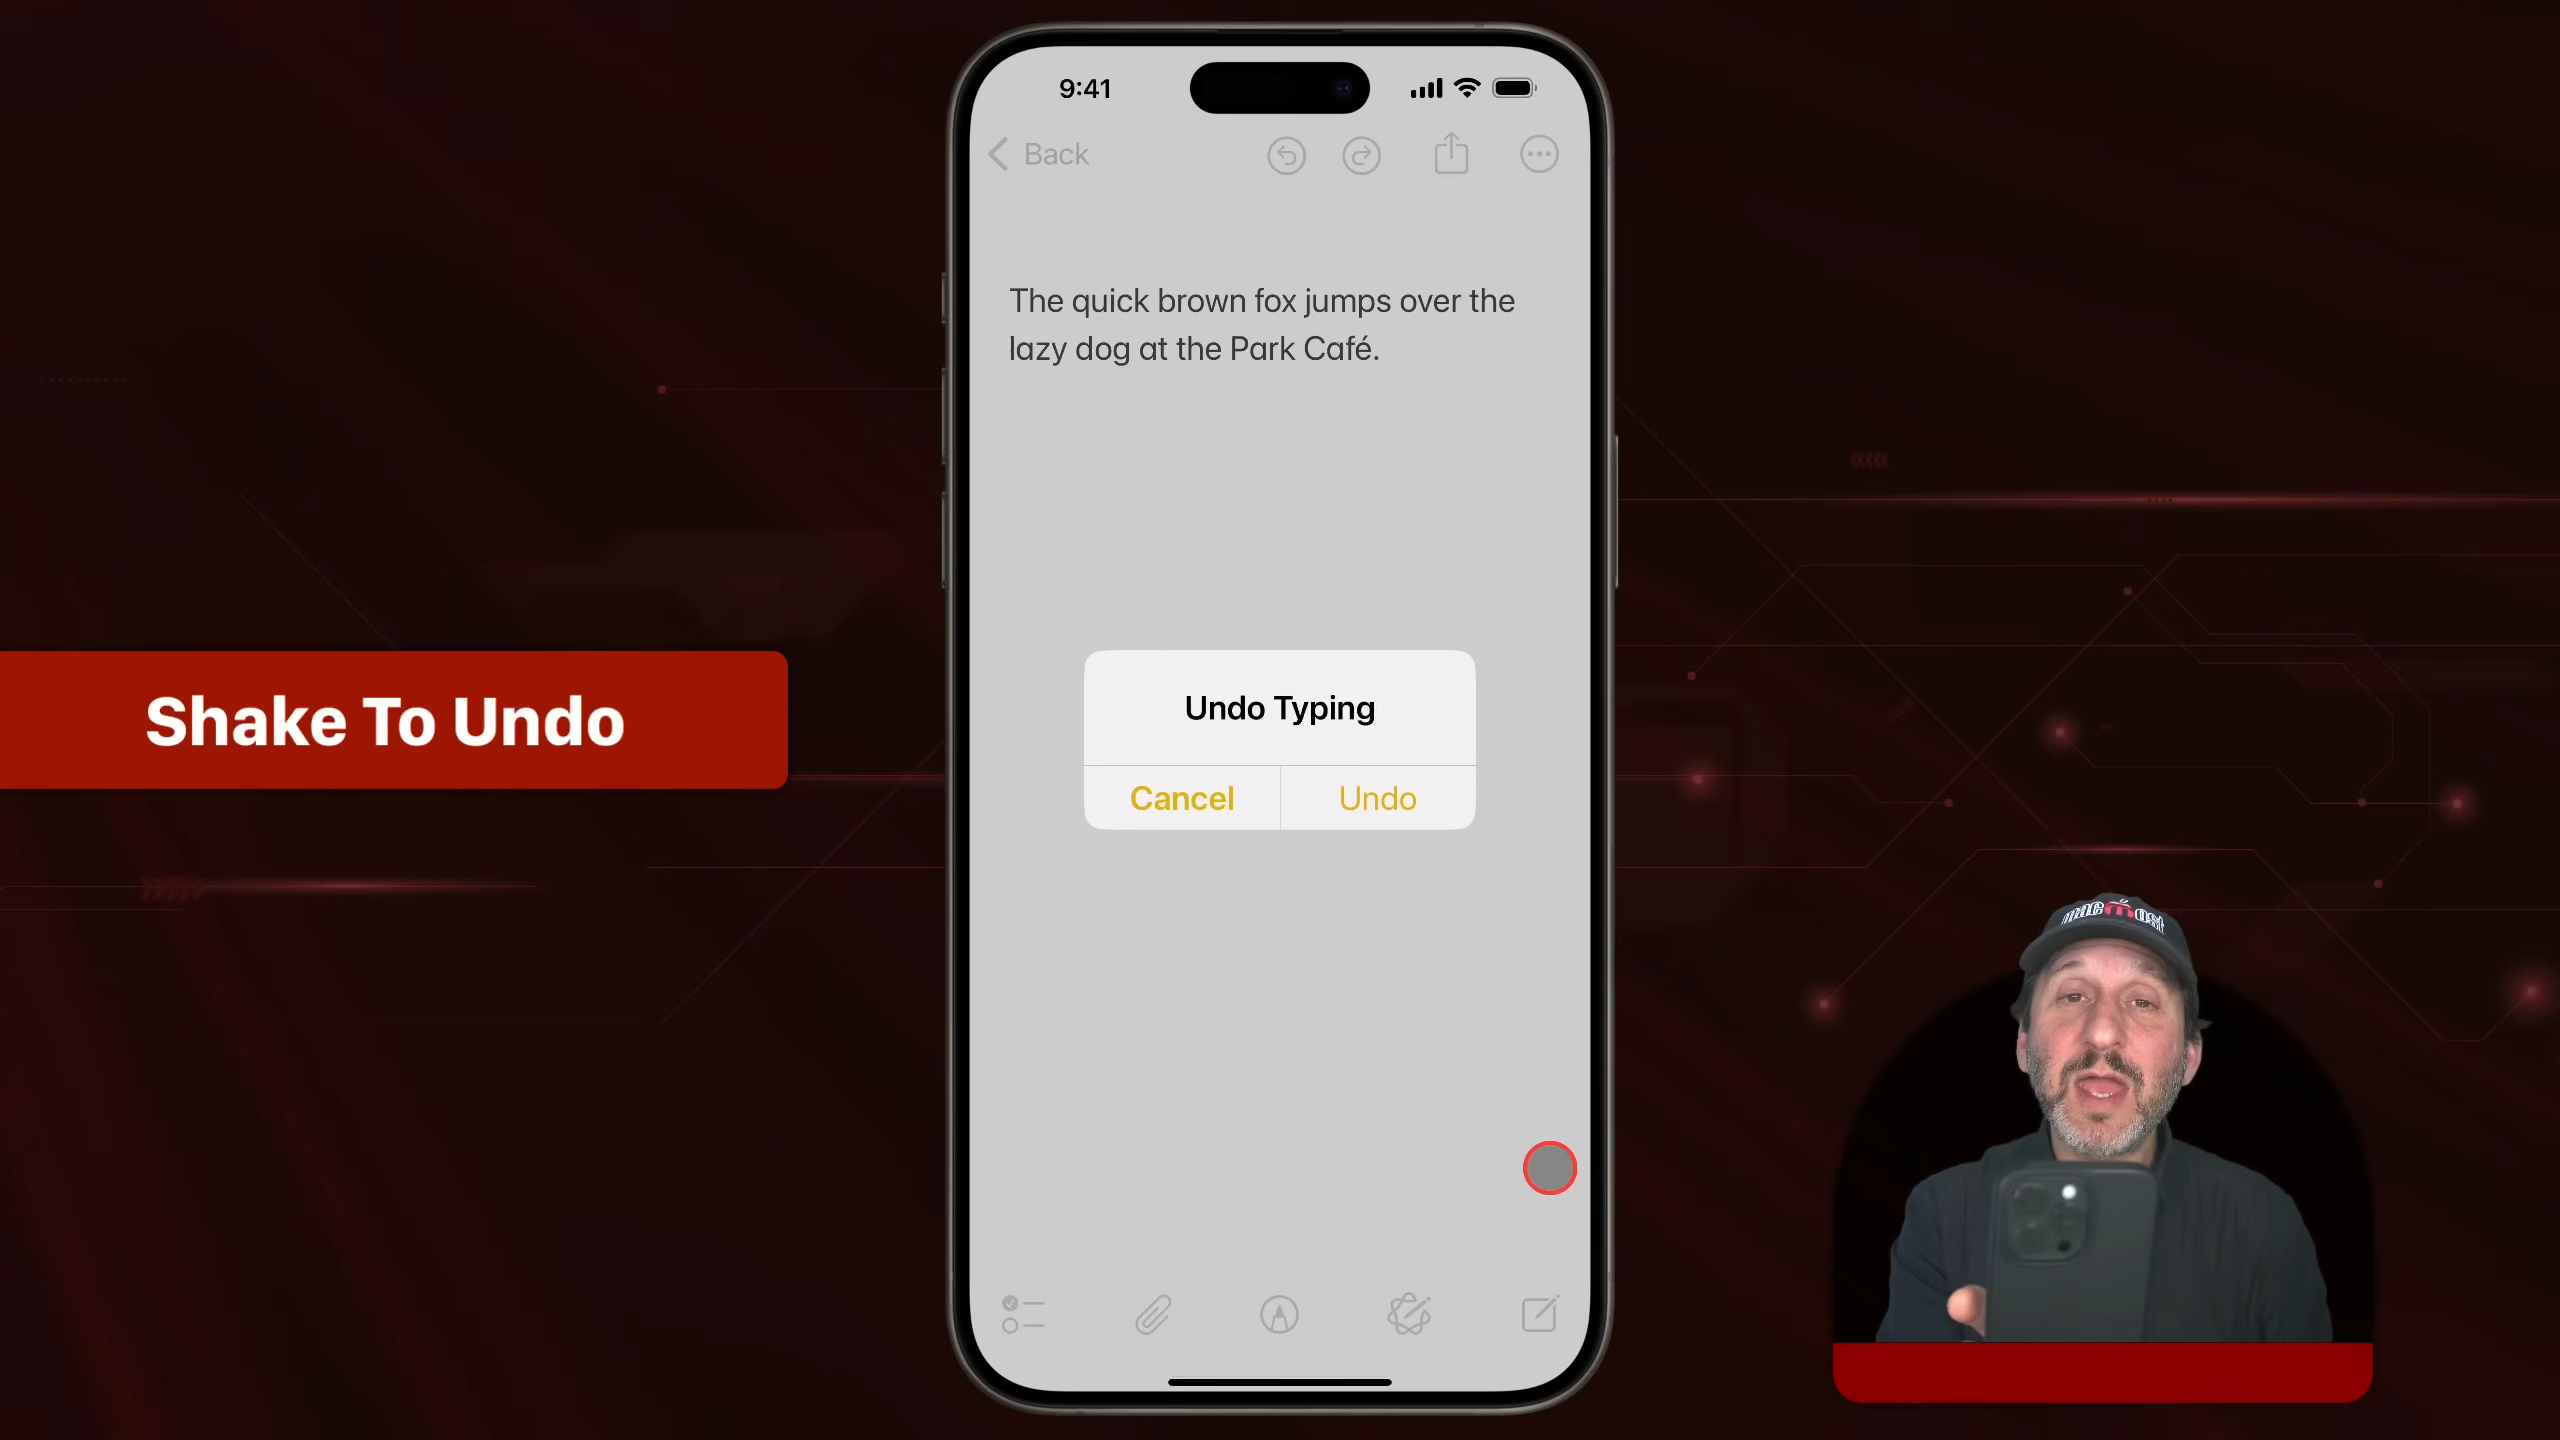 9:41
Back
The quick brown fox jumps over the
lazy dog at the Park Café.
Shake To Undo
Undo Typing
Cancel
Undo
macmost